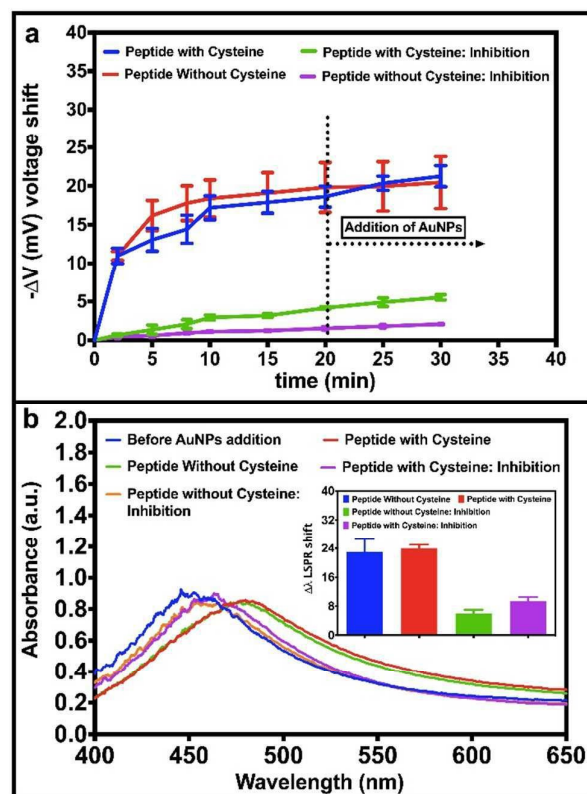 a
40
35
30
25
20
15
10
5
0
-ΔV (mV) voltage shift
Peptide with Cysteine
Peptide Without Cysteine
Peptide with Cysteine: Inhibition
Peptide without Cysteine: Inhibition
Addition of AuNPs
0 5 10 15 20 25 30 35 40
time (min)
b
2.0
1.8
1.6
1.4
1.2
1.0
0.8
0.6
0.4
0.2
0.0
Absorbance (a.u.)
Before AuNPs addition
Peptide with Cysteine
Peptide Without Cysteine
Peptide with Cysteine: Inhibition
Peptide without Cysteine:
Inhibition
40
32
24
16
8
0
Δλ LSPR shift
Peptide Without Cysteine
Peptide with Cysteine
Peptide without Cysteine: Inhibition
Peptide with Cysteine: Inhibition
400 450 500 550 600 650
Wavelength (nm)